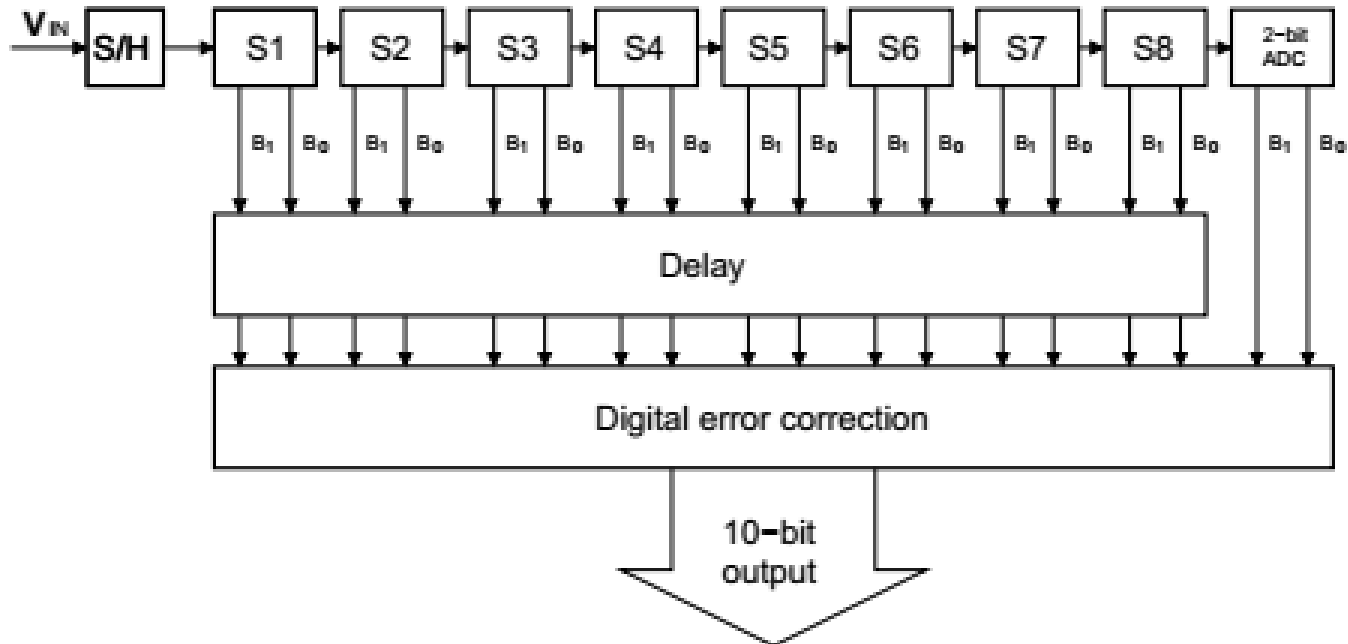 VIN
S/H
S1
S2
S3
S4
S5
S6
S7
S8
2-bit
ADC
B1 B0 B1 B0 B1 B0 B1 B0 B1 B0 B1 B0 B1 B0 B1 B0 B1 B0
Delay
Digital error correction
10-bit
output